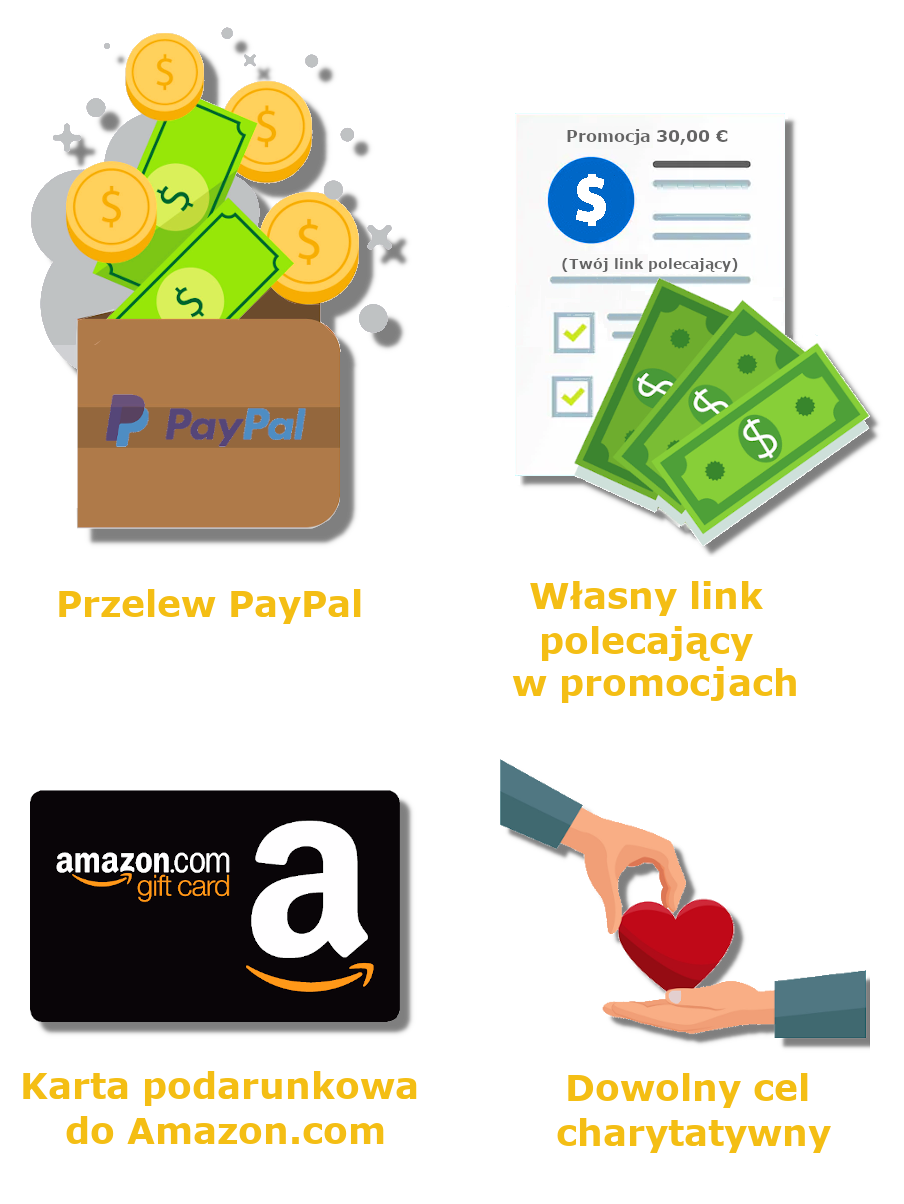 Promocja 30,00 €
$
$
$
$
$
$
$
(Twój link polecający)
$
$
$
PayPal
Przelew PayPal
Własny link
polecający
w promocjach
amazon.com
gift card
a
Karta podarunkowa
do Amazon.com
Dowolny cel
charytatywny